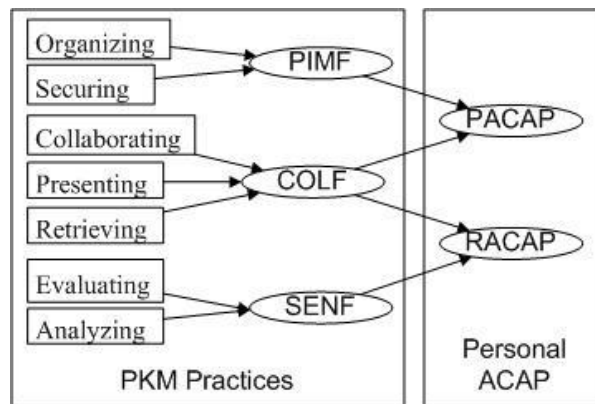 Organizing
Securing
PIMF
Collaborating
Presenting
Retrieving
COLF
Evaluating
Analyzing
SENF
PKM Practices
PACAP
RACAP
Personal
ACAP